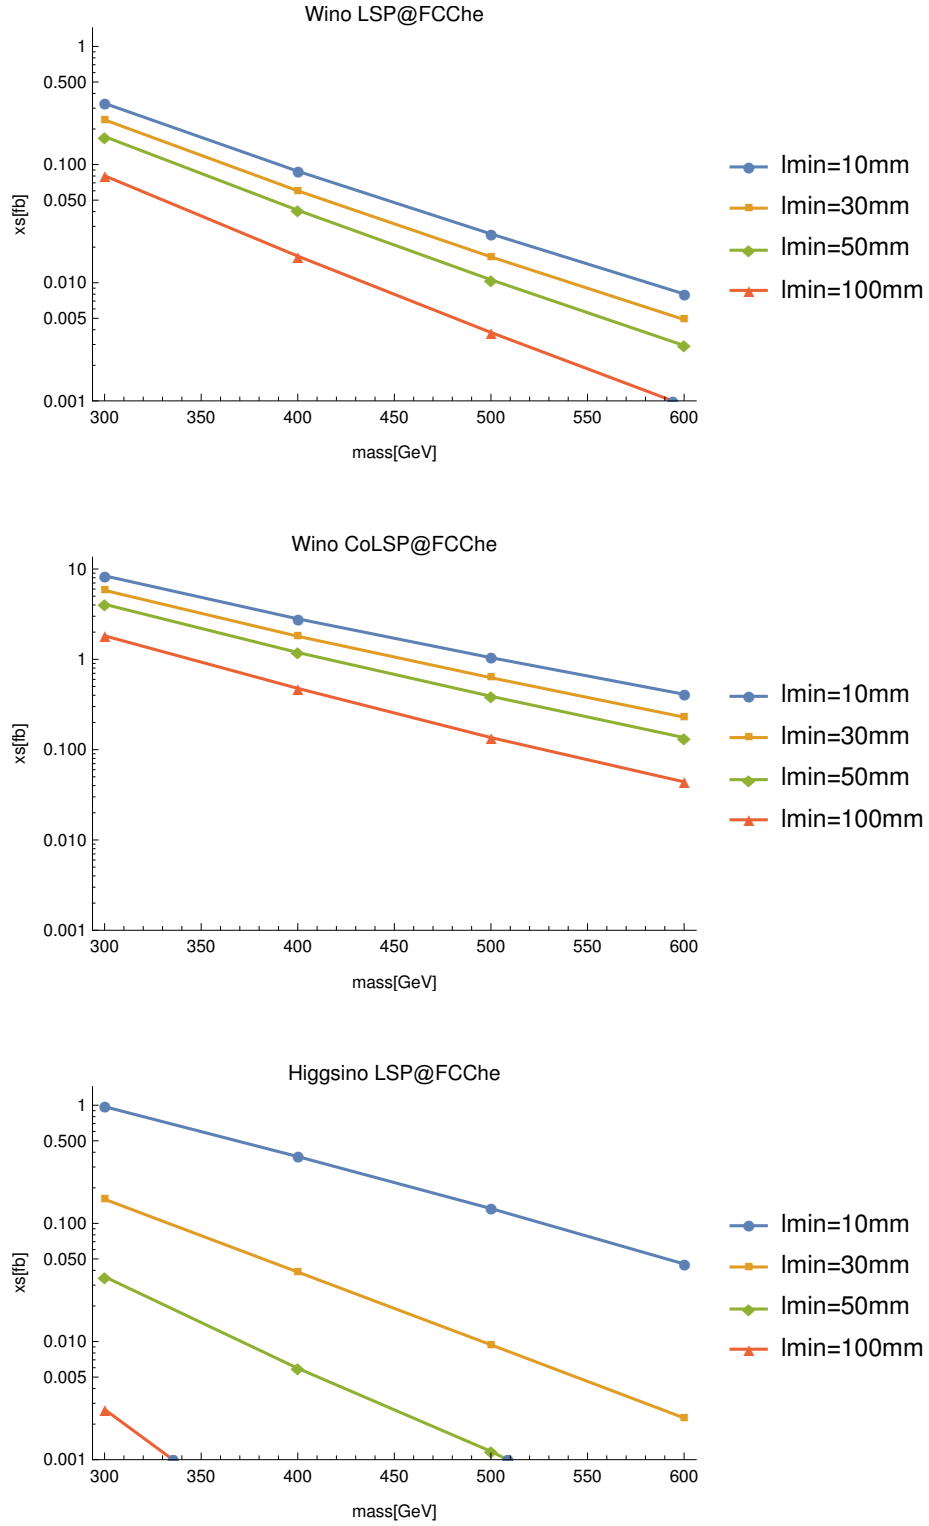 Wino LSP@FCChe
1
0.500
0.100
0.050
0.010
0.005
0.001
xs[fb]
300 350 400 450 500 550 600
mass[GeV]
lmin=10mm
lmin=30mm
lmin=50mm
lmin=100mm
Wino CoLSP@FCChe
10
1
0.100
0.010
0.001
xs[fb]
300 350 400 450 500 550 600
mass[GeV]
lmin=10mm
lmin=30mm
lmin=50mm
lmin=100mm
Higgsino LSP@FCChe
1
0.500
0.100
0.050
0.010
0.005
0.001
xs[fb]
300 350 400 450 500 550 600
mass[GeV]
lmin=10mm
lmin=30mm
lmin=50mm
lmin=100mm